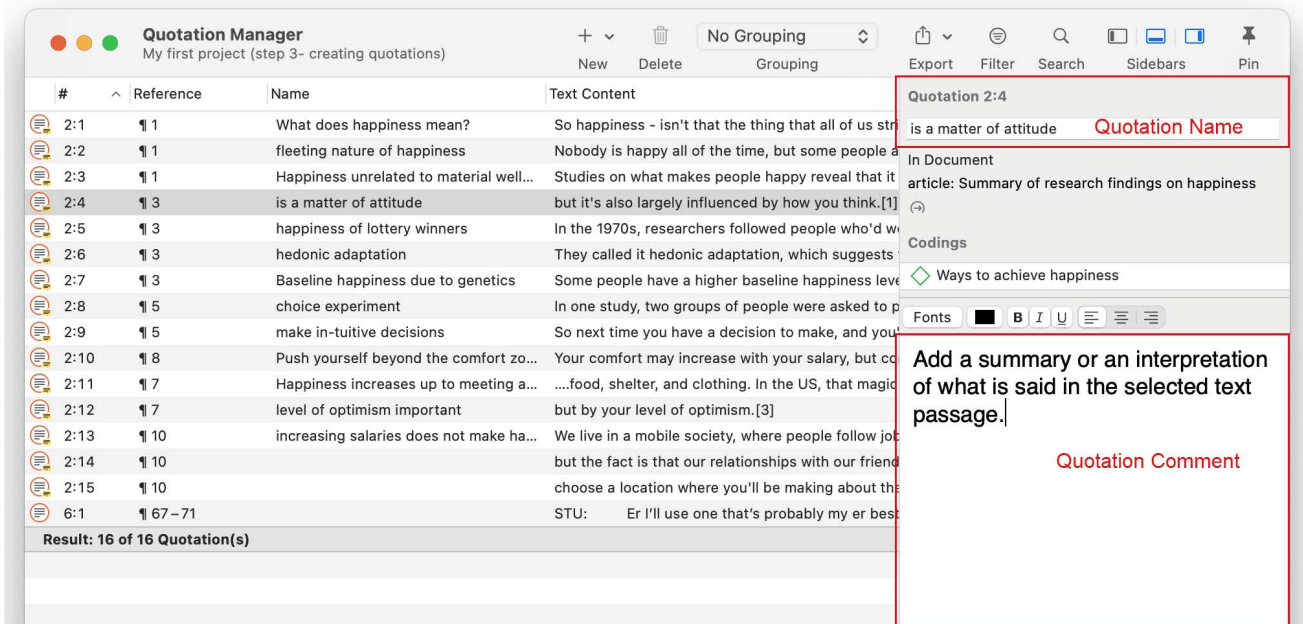 Quotation Manager
My first project (step 3- creating quotations)
New Delete No Grouping Grouping Export Filter Search Sidebars Pin
# Reference Name Text Content
2:1 ¶ 1 What does happiness mean? So happiness - isn't that the thing that all of us stri
2:2 ¶ 1 fleeting nature of happiness Nobody is happy all of the time, but some people a
2:3 ¶ 1 Happiness unrelated to material well... Studies on what makes people happy reveal that it
2:4 ¶ 3 is a matter of attitude but it's also largely influenced by how you think.[1]
2:5 ¶ 3 happiness of lottery winners In the 1970s, researchers followed people who'd w
2:6 ¶ 3 hedonic adaptation They called it hedonic adaptation, which suggests
2:7 ¶ 3 Baseline happiness due to genetics Some people have a higher baseline happiness leve
2:8 ¶ 5 choice experiment In one study, two groups of people were asked to p
2:9 ¶ 5 make in-tuitive decisions So next time you have a decision to make, and you'
2:10 ¶ 8 Push yourself beyond the comfort zo... Your comfort may increase with your salary, but co
2:11 ¶ 7 Happiness increases up to meeting a... ....food, shelter, and clothing. In the US, that magic
2:12 ¶ 7 level of optimism important but by your level of optimism.[3]
2:13 ¶ 10 increasing salaries does not make ha... We live in a mobile society, where people follow job
2:14 ¶ 10 but the fact is that our relationships with our friend
2:15 ¶ 10 choose a location where you'll be making about the
6:1 ¶ 67–71 STU: Er I'll use one that's probably my er best
Result: 16 of 16 Quotation(s)
Quotation 2:4
is a matter of attitude Quotation Name
In Document
article: Summary of research findings on happiness
Codings
Ways to achieve happiness
Fonts B I U
Add a summary or an interpretation
of what is said in the selected text
passage.
Quotation Comment